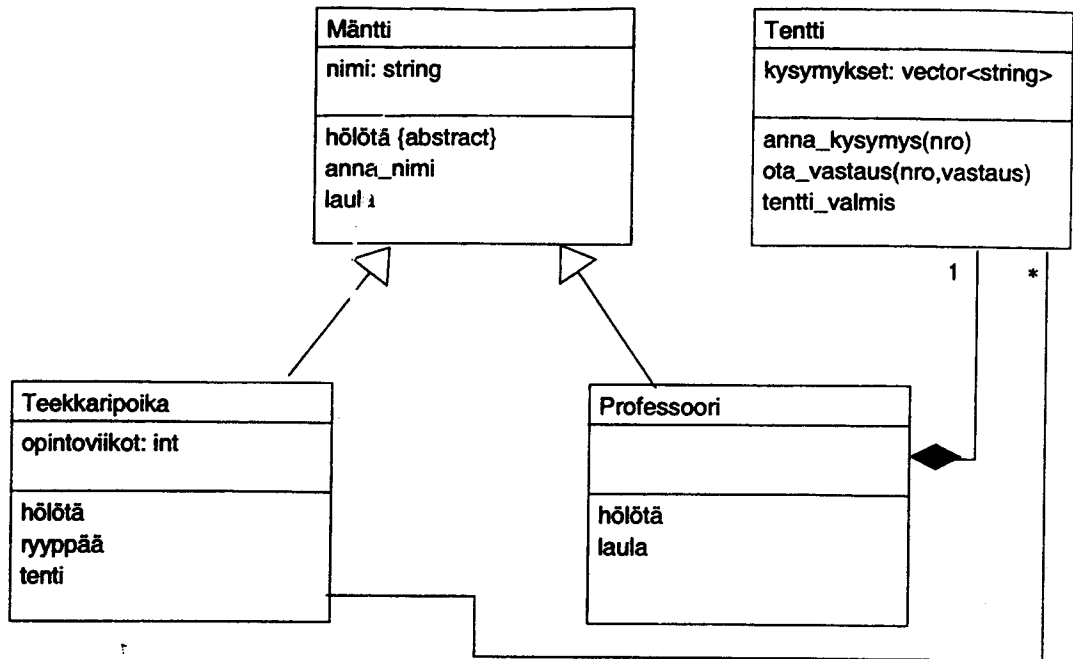 Mäntti
nimi: string
hölötä {abstract}
anna_nimi
laula
Tentti
kysymykset: vector<string>
anna_kysymys(nro)
ota_vastaus(nro,vastaus)
tentti_valmis
1
*
Teekkaripoika
opintoviikot: int
hölötä
ryyppää
tenti
Professoori
hölötä
laula